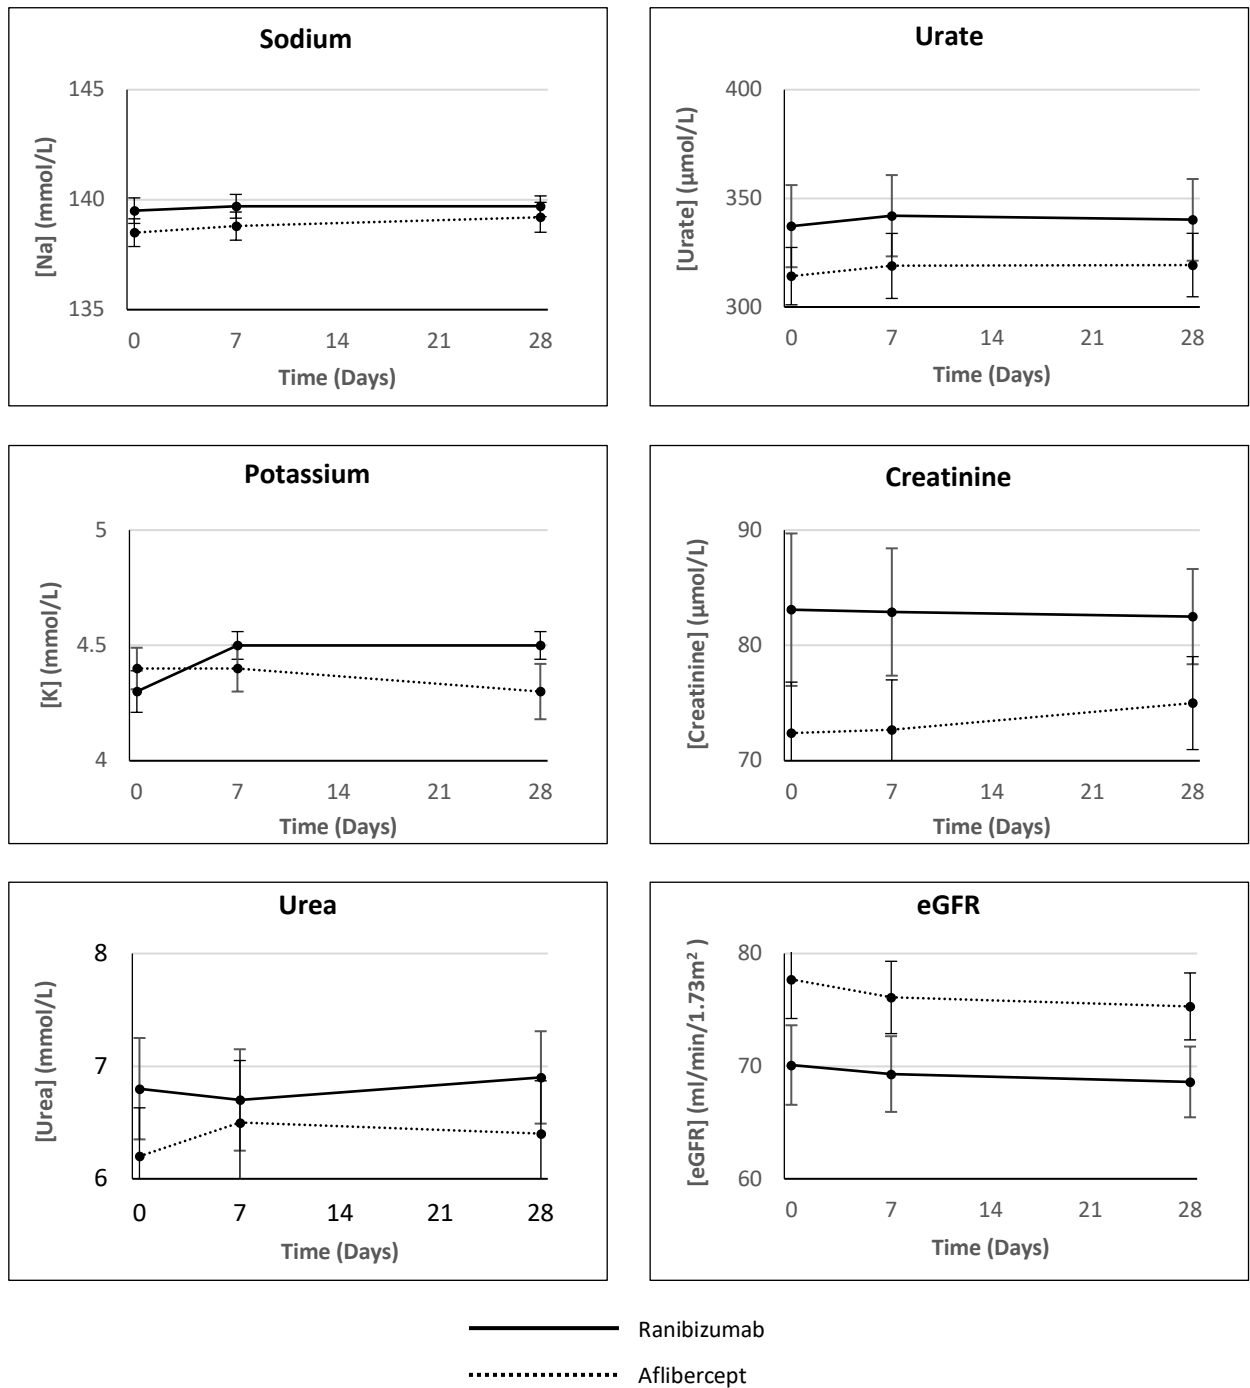 Sodium
145
140
135
[Na] (mmol/L)
0 7 14 21 28
Time (Days)
Urate
400
350
300
[Urate] (µmol/L)
0 7 14 21 28
Time (Days)
Potassium
5
4.5
4
[K] (mmol/L)
0 7 14 21 28
Time (Days)
Creatinine
90
80
70
[Creatinine] (µmol/L)
0 7 14 21 28
Time (Days)
Urea
8
7
6
[Urea] (mmol/L)
0 7 14 21 28
Time (Days)
eGFR
80
70
60
[eGFR] (ml/min/1.73m² )
0 7 14 21 28
Time (Days)
Ranibizumab
Aflibercept